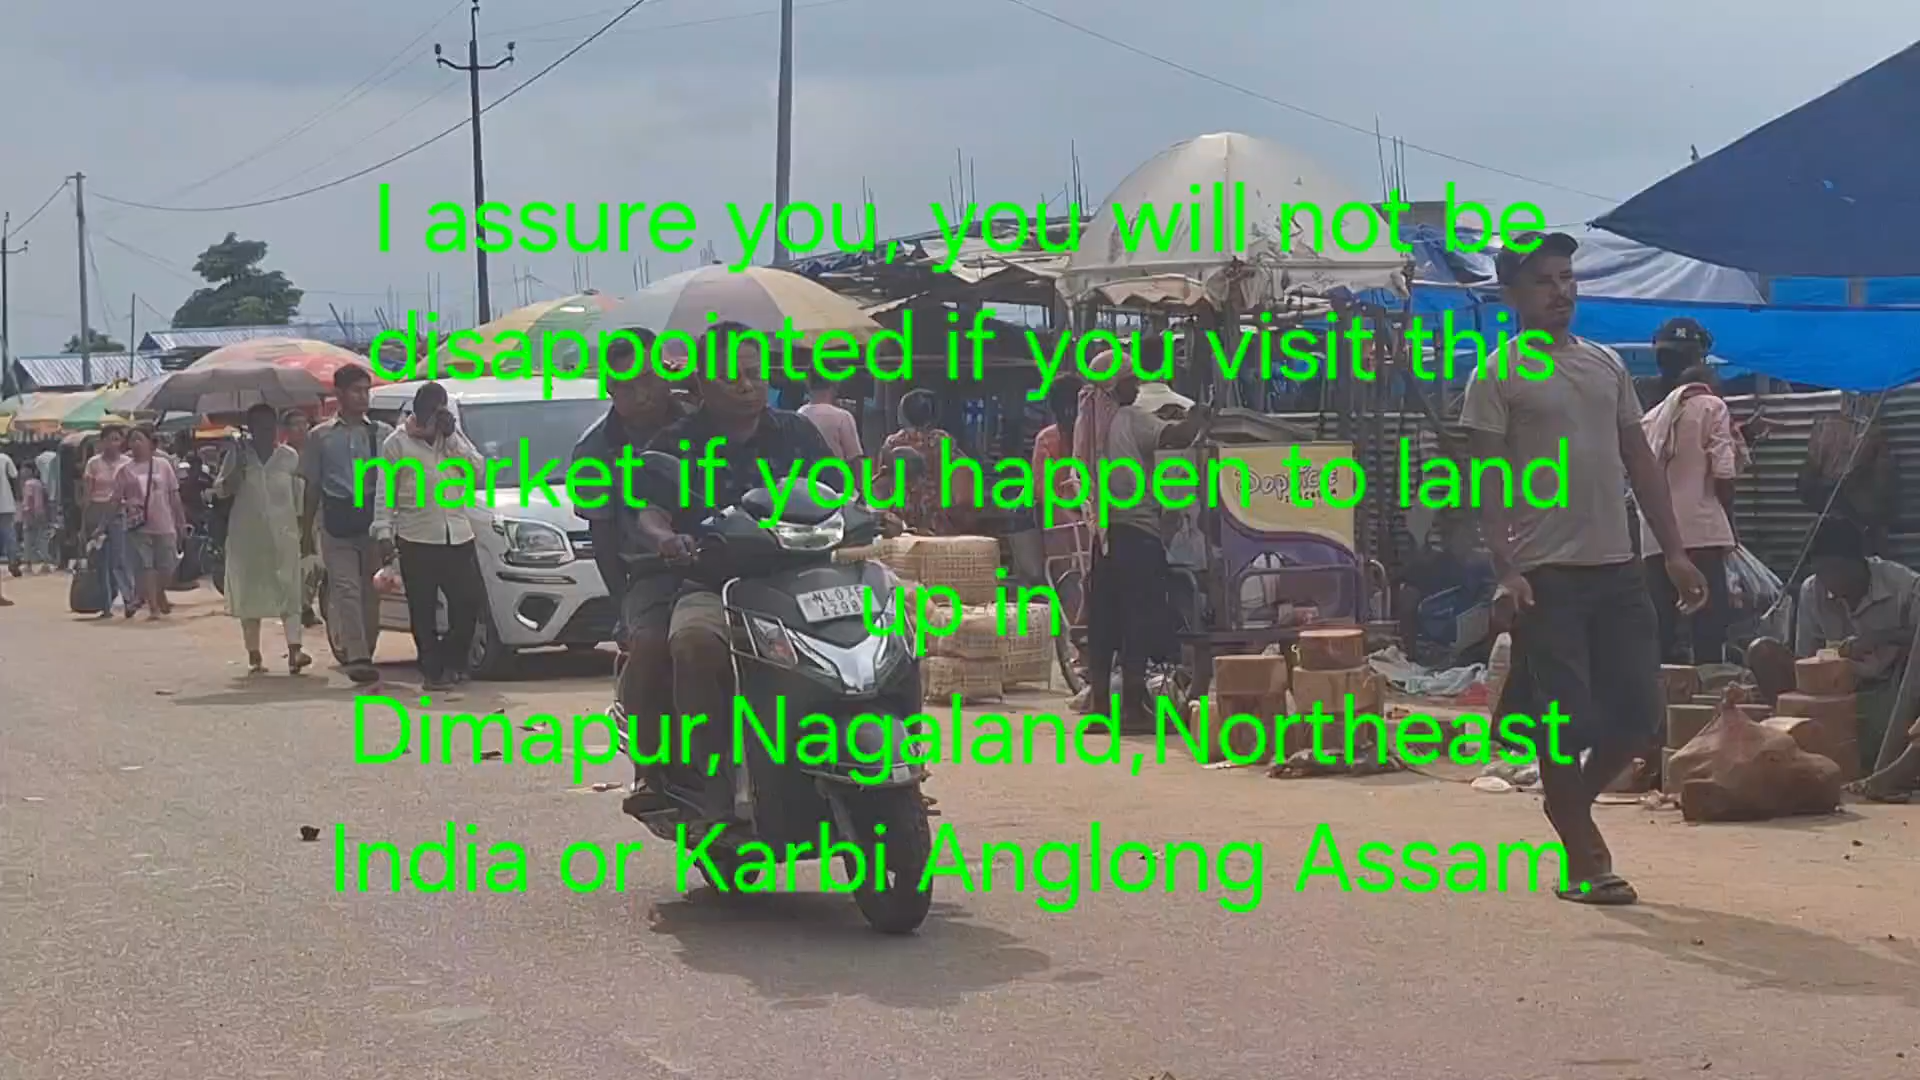 I assure you, you will not be
disappointed if you visit this
market if you happen to land
up in
Dimapur,Nagaland,Northeast
India or Karbi Anglong Assam.